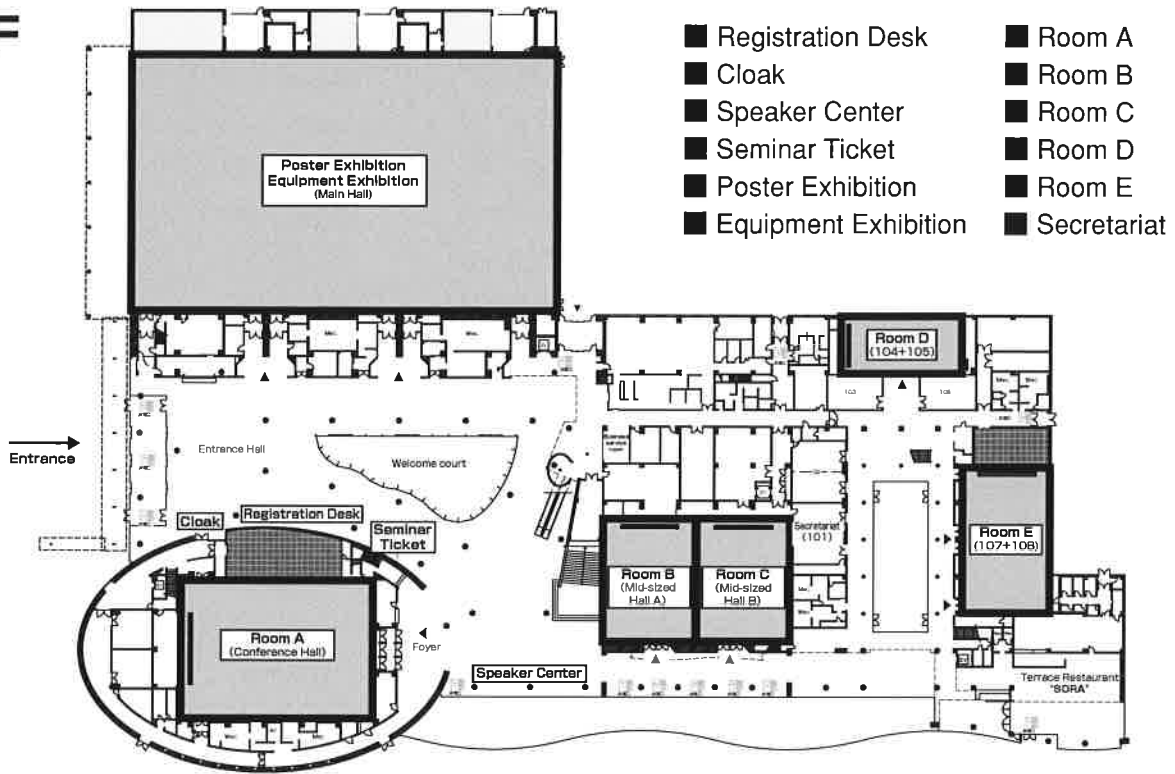 Registration Desk
Cloak
Speaker Center
Seminar Ticket
Poster Exhibition
Equipment Exhibition
Room A
Room B
Room C
Room D
Room E
Secretariat
Poster Exhibition
Equipment Exhibition
(Main Hall)
Room D
(104+105)
103
106
Entrance
Entrance Hall
Welcome court
Cloak
Registration Desk
Seminar
Ticket
Secretariat
(101)
Room E
(107+108)
Room B
(Mid-sized
Hall A)
Room C
(Mid-sized
Hall B)
Room A
(Conference Hall)
Foyer
Speaker Center
Terrace Restaurant
"SORA"